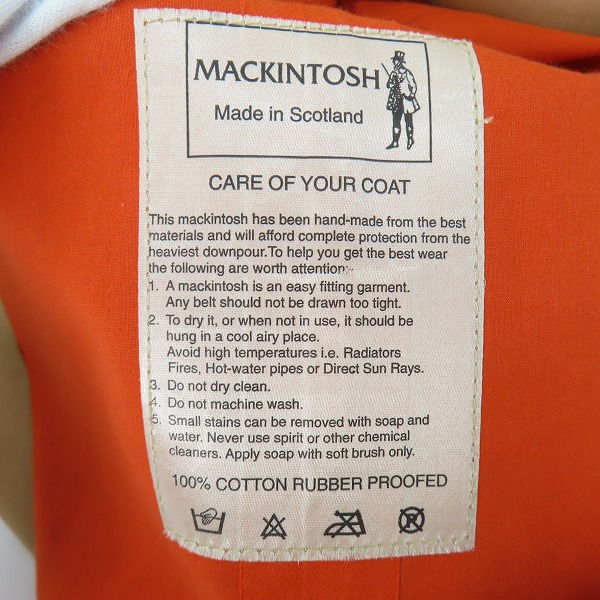 MACKINTOSH
Made in Scotland
CARE OF YOUR COAT
This mackintosh has been hand-made from the best
materials and will afford complete protection from the
heaviest downpour.To help you get the best wear
the following are worth attention:-
1. A mackintosh is an easy fitting garment.
Any belt should not be drawn too tight.
2. To dry it, or when not in use, it should be
hung in a cool airy place.
Avoid high temperatures i.e. Radiators
Fires, Hot-water pipes or Direct Sun Rays.
3. Do not dry clean.
4. Do not machine wash.
5. Small stains can be removed with soap and
water. Never use spirit or other chemical
cleaners. Apply soap with soft brush only.
100% COTTON RUBBER PROOFED